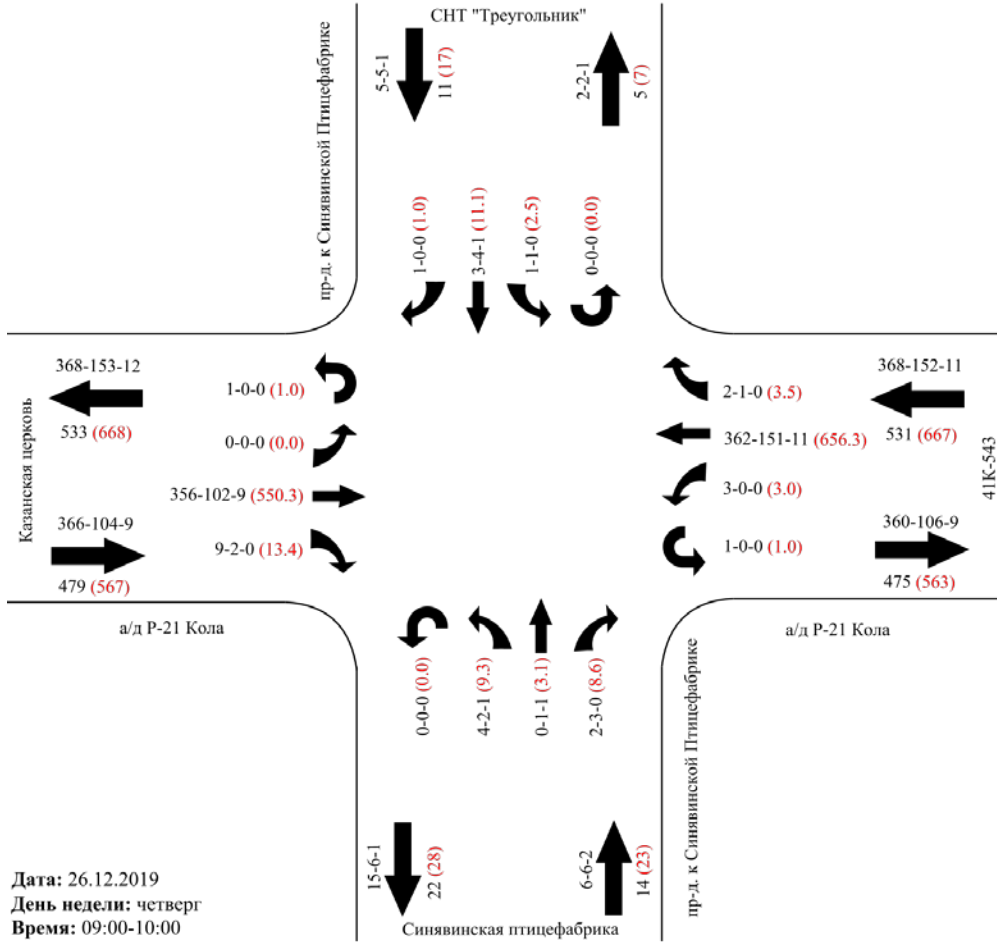 СНТ "Треугольник"
5-5-1
11 (17)
2-2-1
5 (7)
пр-д. к Синявинской Птицефабрике
1-0-0 (1.0)
3-4-1 (11.1)
1-1-0 (2.5)
0-0-0 (0.0)
368-153-12
533 (668)
Казанская церковь
1-0-0 (1.0)
0-0-0 (0.0)
356-102-9 (550.3)
9-2-0 (13.4)
366-104-9
479 (567)
2-1-0 (3.5)
362-151-11 (656.3)
3-0-0 (3.0)
1-0-0 (1.0)
368-152-11
531 (667)
41К-543
360-106-9
475 (563)
а/д Р-21 Кола
а/д Р-21 Кола
0-0-0 (0.0)
4-2-1 (9.3)
0-1-1 (3.1)
2-3-0 (8.6)
пр-д. к Синявинской Птицефабрике
15-6-1
22 (28)
6-6-2
14 (23)
Синявинская птицефабрика
Дата: 26.12.2019
День недели: четверг
Время: 09:00-10:00